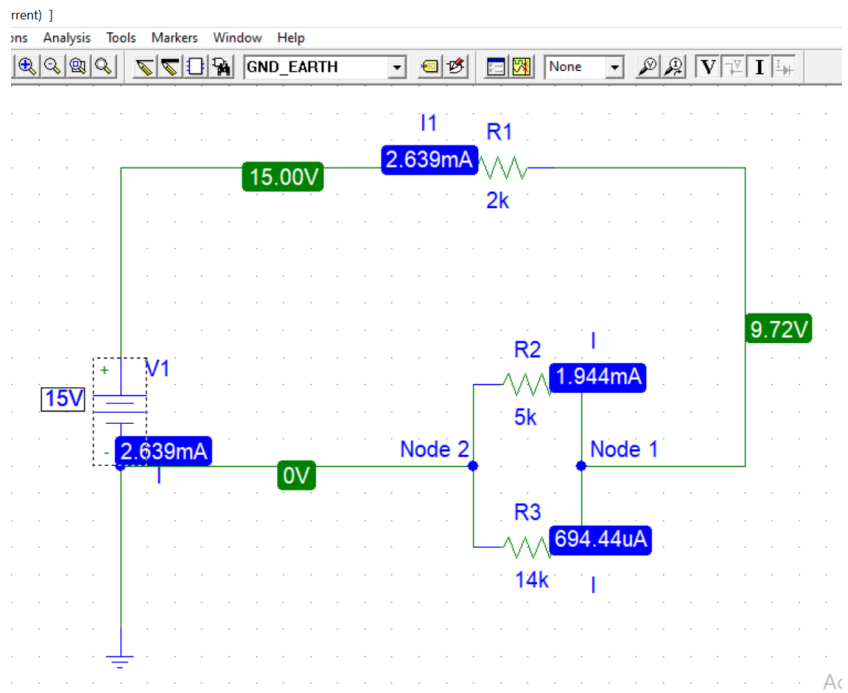 rrent) ]
ons Analysis Tools Markers Window Help
GND_EARTH None V I
I1
R1
2.639mA
15.00V
2k
9.72V
I
R2
1.944mA
+ V1
15V
5k
Node 2 Node 1
- 2.639mA
0V
I
R3
694.44uA
14k
I
Ac